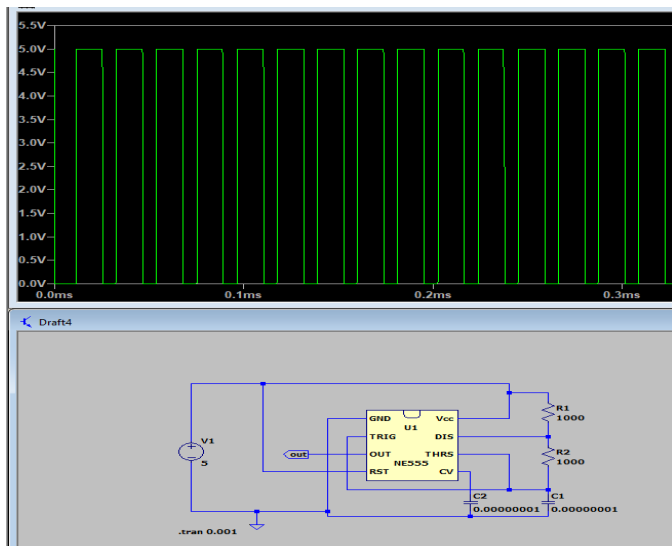 5.5V
5.0V
4.5V
4.0V
3.5V
3.0V
2.5V
2.0V
1.5V
1.0V
0.5V
0.0V
0.0ms 0.1ms 0.2ms 0.3ms
Draft4
GND Vcc
U1
TRIG DIS
OUT THRS
NE555
RST CV
R1
1000
R2
1000
V1
5
out
C2
0.00000001
C1
0.00000001
.tran 0.001